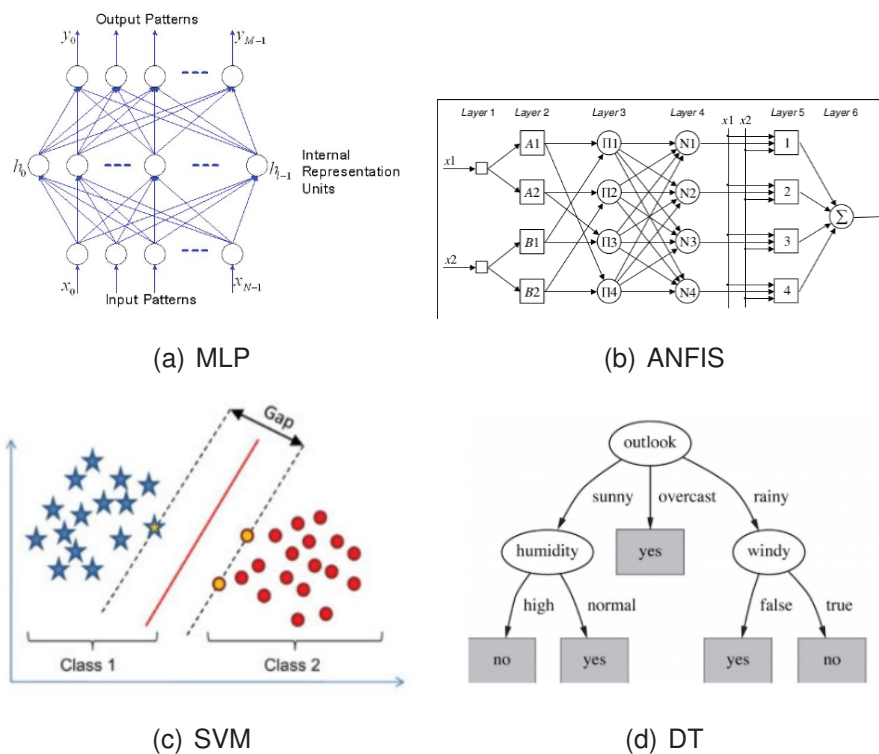 Output Patterns
y0 yM−1
h0 hl−1
Internal
Representation
Units
x0 xN−1
Input Patterns
(a) MLP
Layer 1 Layer 2 Layer 3 Layer 4 x1 x2 Layer 5 Layer 6
A1 Π1 N1 1
x1
A2 Π2 N2 2
Σ
B1 Π3 N3 3
x2
B2 Π4 N4 4
(b) ANFIS
Gap
Class 1 Class 2
(c) SVM
outlook
sunny overcast rainy
humidity yes windy
high normal false true
no yes yes no
(d) DT